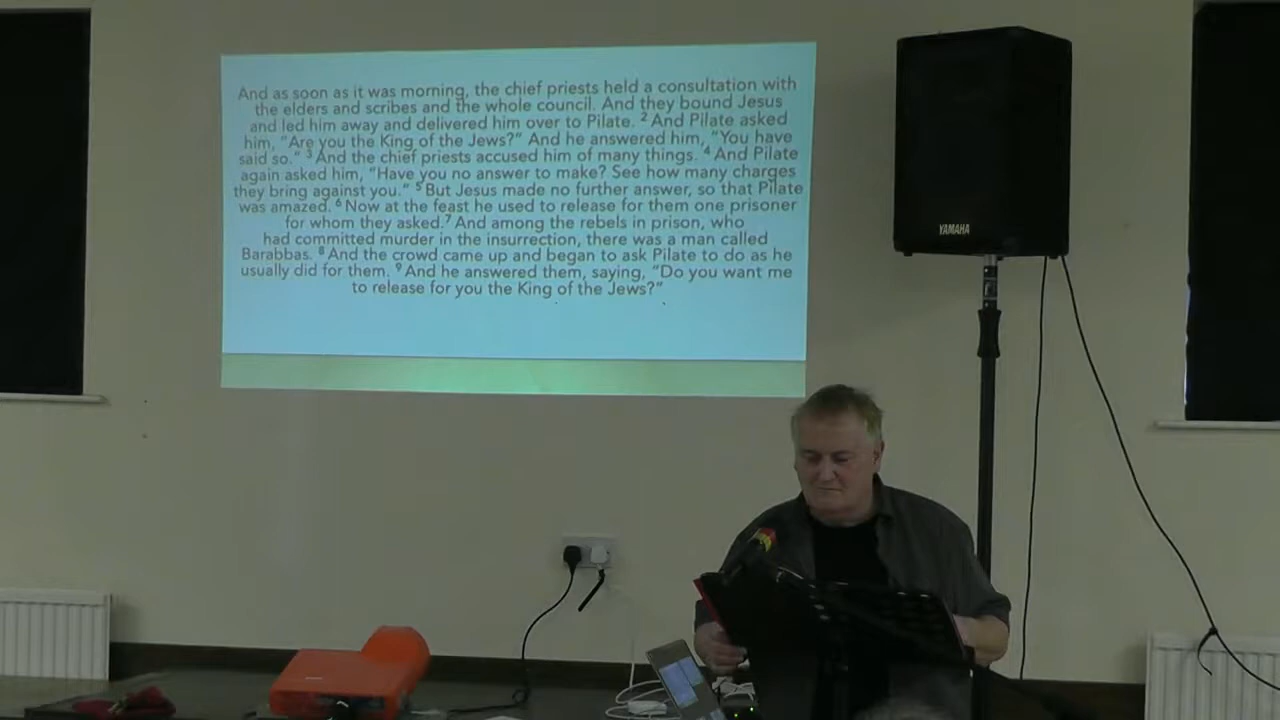 And as soon as it was morning, the chief priests held a consultation with
the elders and scribes and the whole council. And they bound Jesus
and led him away and delivered him over to Pilate. ² And Pilate asked
him, “Are you the King of the Jews?” And he answered him, “You have
said so.” ³ And the chief priests accused him of many things. ⁴ And Pilate
again asked him, “Have you no answer to make? See how many charges
they bring against you.” ⁵ But Jesus made no further answer, so that Pilate
was amazed. ⁶ Now at the feast he used to release for them one prisoner
for whom they asked. ⁷ And among the rebels in prison, who
had committed murder in the insurrection, there was a man called
Barabbas. ⁸ And the crowd came up and began to ask Pilate to do as he
usually did for them. ⁹ And he answered them, saying, “Do you want me
to release for you the King of the Jews?”
YAMAHA